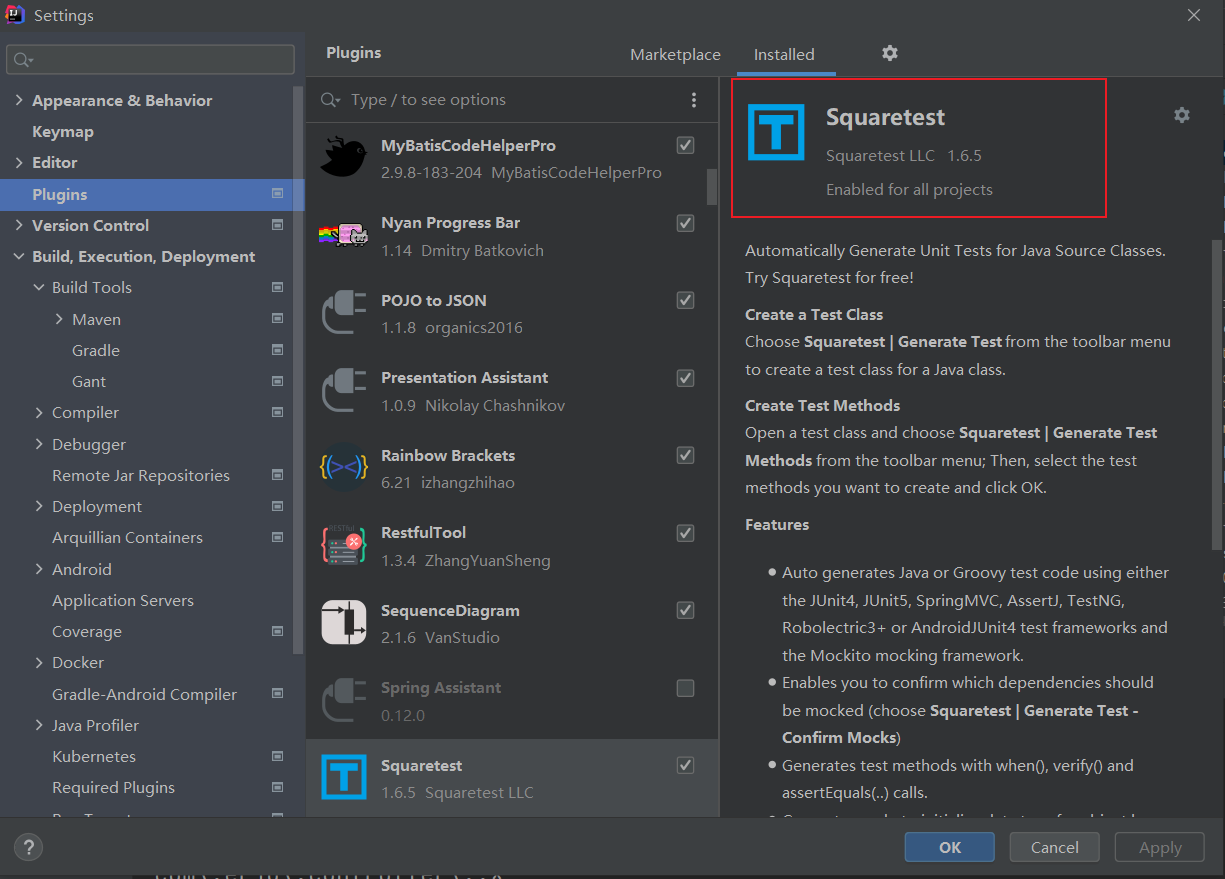 Settings
Plugins
Marketplace
Installed
Appearance & Behavior
Keymap
Editor
Plugins
Version Control
Build, Execution, Deployment
Build Tools
Maven
Gradle
Gant
Compiler
Debugger
Remote Jar Repositories
Deployment
Arquillian Containers
Android
Application Servers
Coverage
Docker
Gradle-Android Compiler
Java Profiler
Kubernetes
Required Plugins
Type / to see options
MyBatisCodeHelperPro
2.9.8-183-204 MyBatisCodeHelperPro
Nyan Progress Bar
1.14 Dmitry Batkovich
POJO to JSON
1.1.8 organics2016
Presentation Assistant
1.0.9 Nikolay Chashnikov
Rainbow Brackets
6.21 izhangzhihao
RestfulTool
1.3.4 ZhangYuanSheng
SequenceDiagram
2.1.6 VanStudio
Spring Assistant
0.12.0
Squaretest
1.6.5 Squaretest LLC
Squaretest
Squaretest LLC 1.6.5
Enabled for all projects
Automatically Generate Unit Tests for Java Source Classes.
Try Squaretest for free!
Create a Test Class
Choose Squaretest | Generate Test from the toolbar menu
to create a test class for a Java class.
Create Test Methods
Open a test class and choose Squaretest | Generate Test
Methods from the toolbar menu; Then, select the test
methods you want to create and click OK.
Features
Auto generates Java or Groovy test code using either
the JUnit4, JUnit5, SpringMVC, AssertJ, TestNG,
Robolectric3+ or AndroidJUnit4 test frameworks and
the Mockito mocking framework.
Enables you to confirm which dependencies should
be mocked (choose Squaretest | Generate Test -
Confirm Mocks)
Generates test methods with when(), verify() and
assertEquals(..) calls.
?
OK
Cancel
Apply